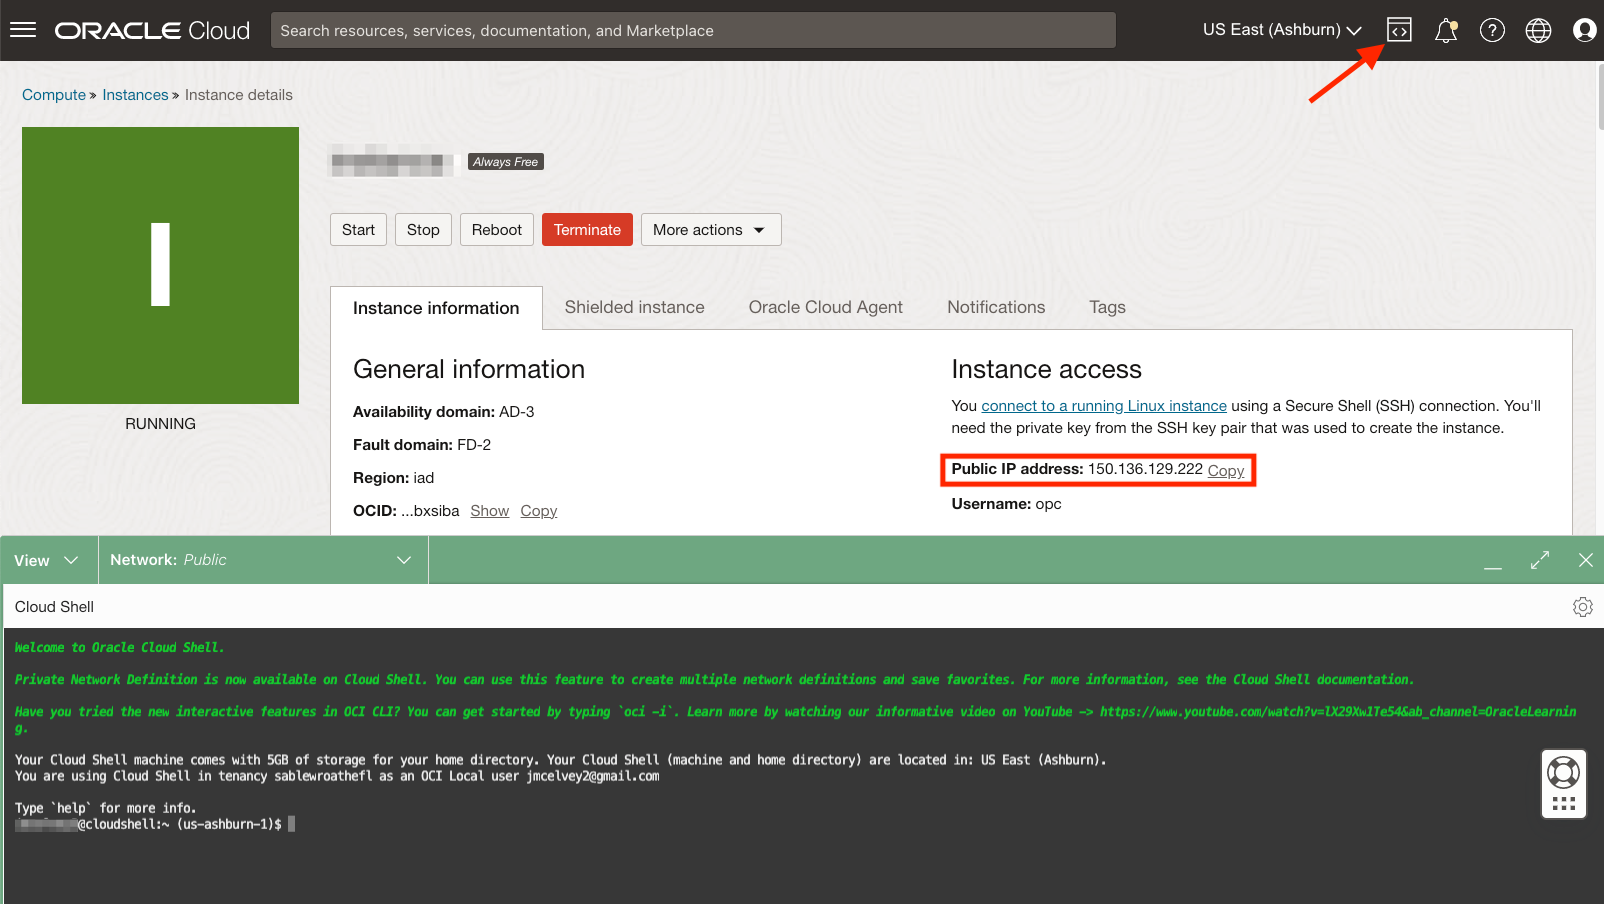 ORACLE Cloud
Search resources, services, documentation, and Marketplace
US East (Ashburn)
Compute » Instances » Instance details
Always Free
Start Stop Reboot Terminate More actions
I
RUNNING
Instance information Shielded instance Oracle Cloud Agent Notifications Tags
General information
Availability domain: AD-3
Fault domain: FD-2
Region: iad
OCID: ...bxsiba Show Copy
Instance access
You connect to a running Linux instance using a Secure Shell (SSH) connection. You'll
need the private key from the SSH key pair that was used to create the instance.
Public IP address: 150.136.129.222 Copy
Username: opc
View Network: Public
Cloud Shell
Welcome to Oracle Cloud Shell.
Private Network Definition is now available on Cloud Shell. You can use this feature to create multiple network definitions and save favorites. For more information, see the Cloud Shell documentation.
Have you tried the new interactive features in OCI CLI? You can get started by typing `oci -i`. Learn more by watching our informative video on YouTube -> https://www.youtube.com/watch?v=lX29Xw1Te54&ab_channel=OracleLearnin
g.
Your Cloud Shell machine comes with 5GB of storage for your home directory. Your Cloud Shell (machine and home directory) are located in: US East (Ashburn).
You are using Cloud Shell in tenancy sablewroathefl as an OCI Local user jmcelvey2@gmail.com
Type `help` for more info.
@cloudshell:~ (us-ashburn-1)$